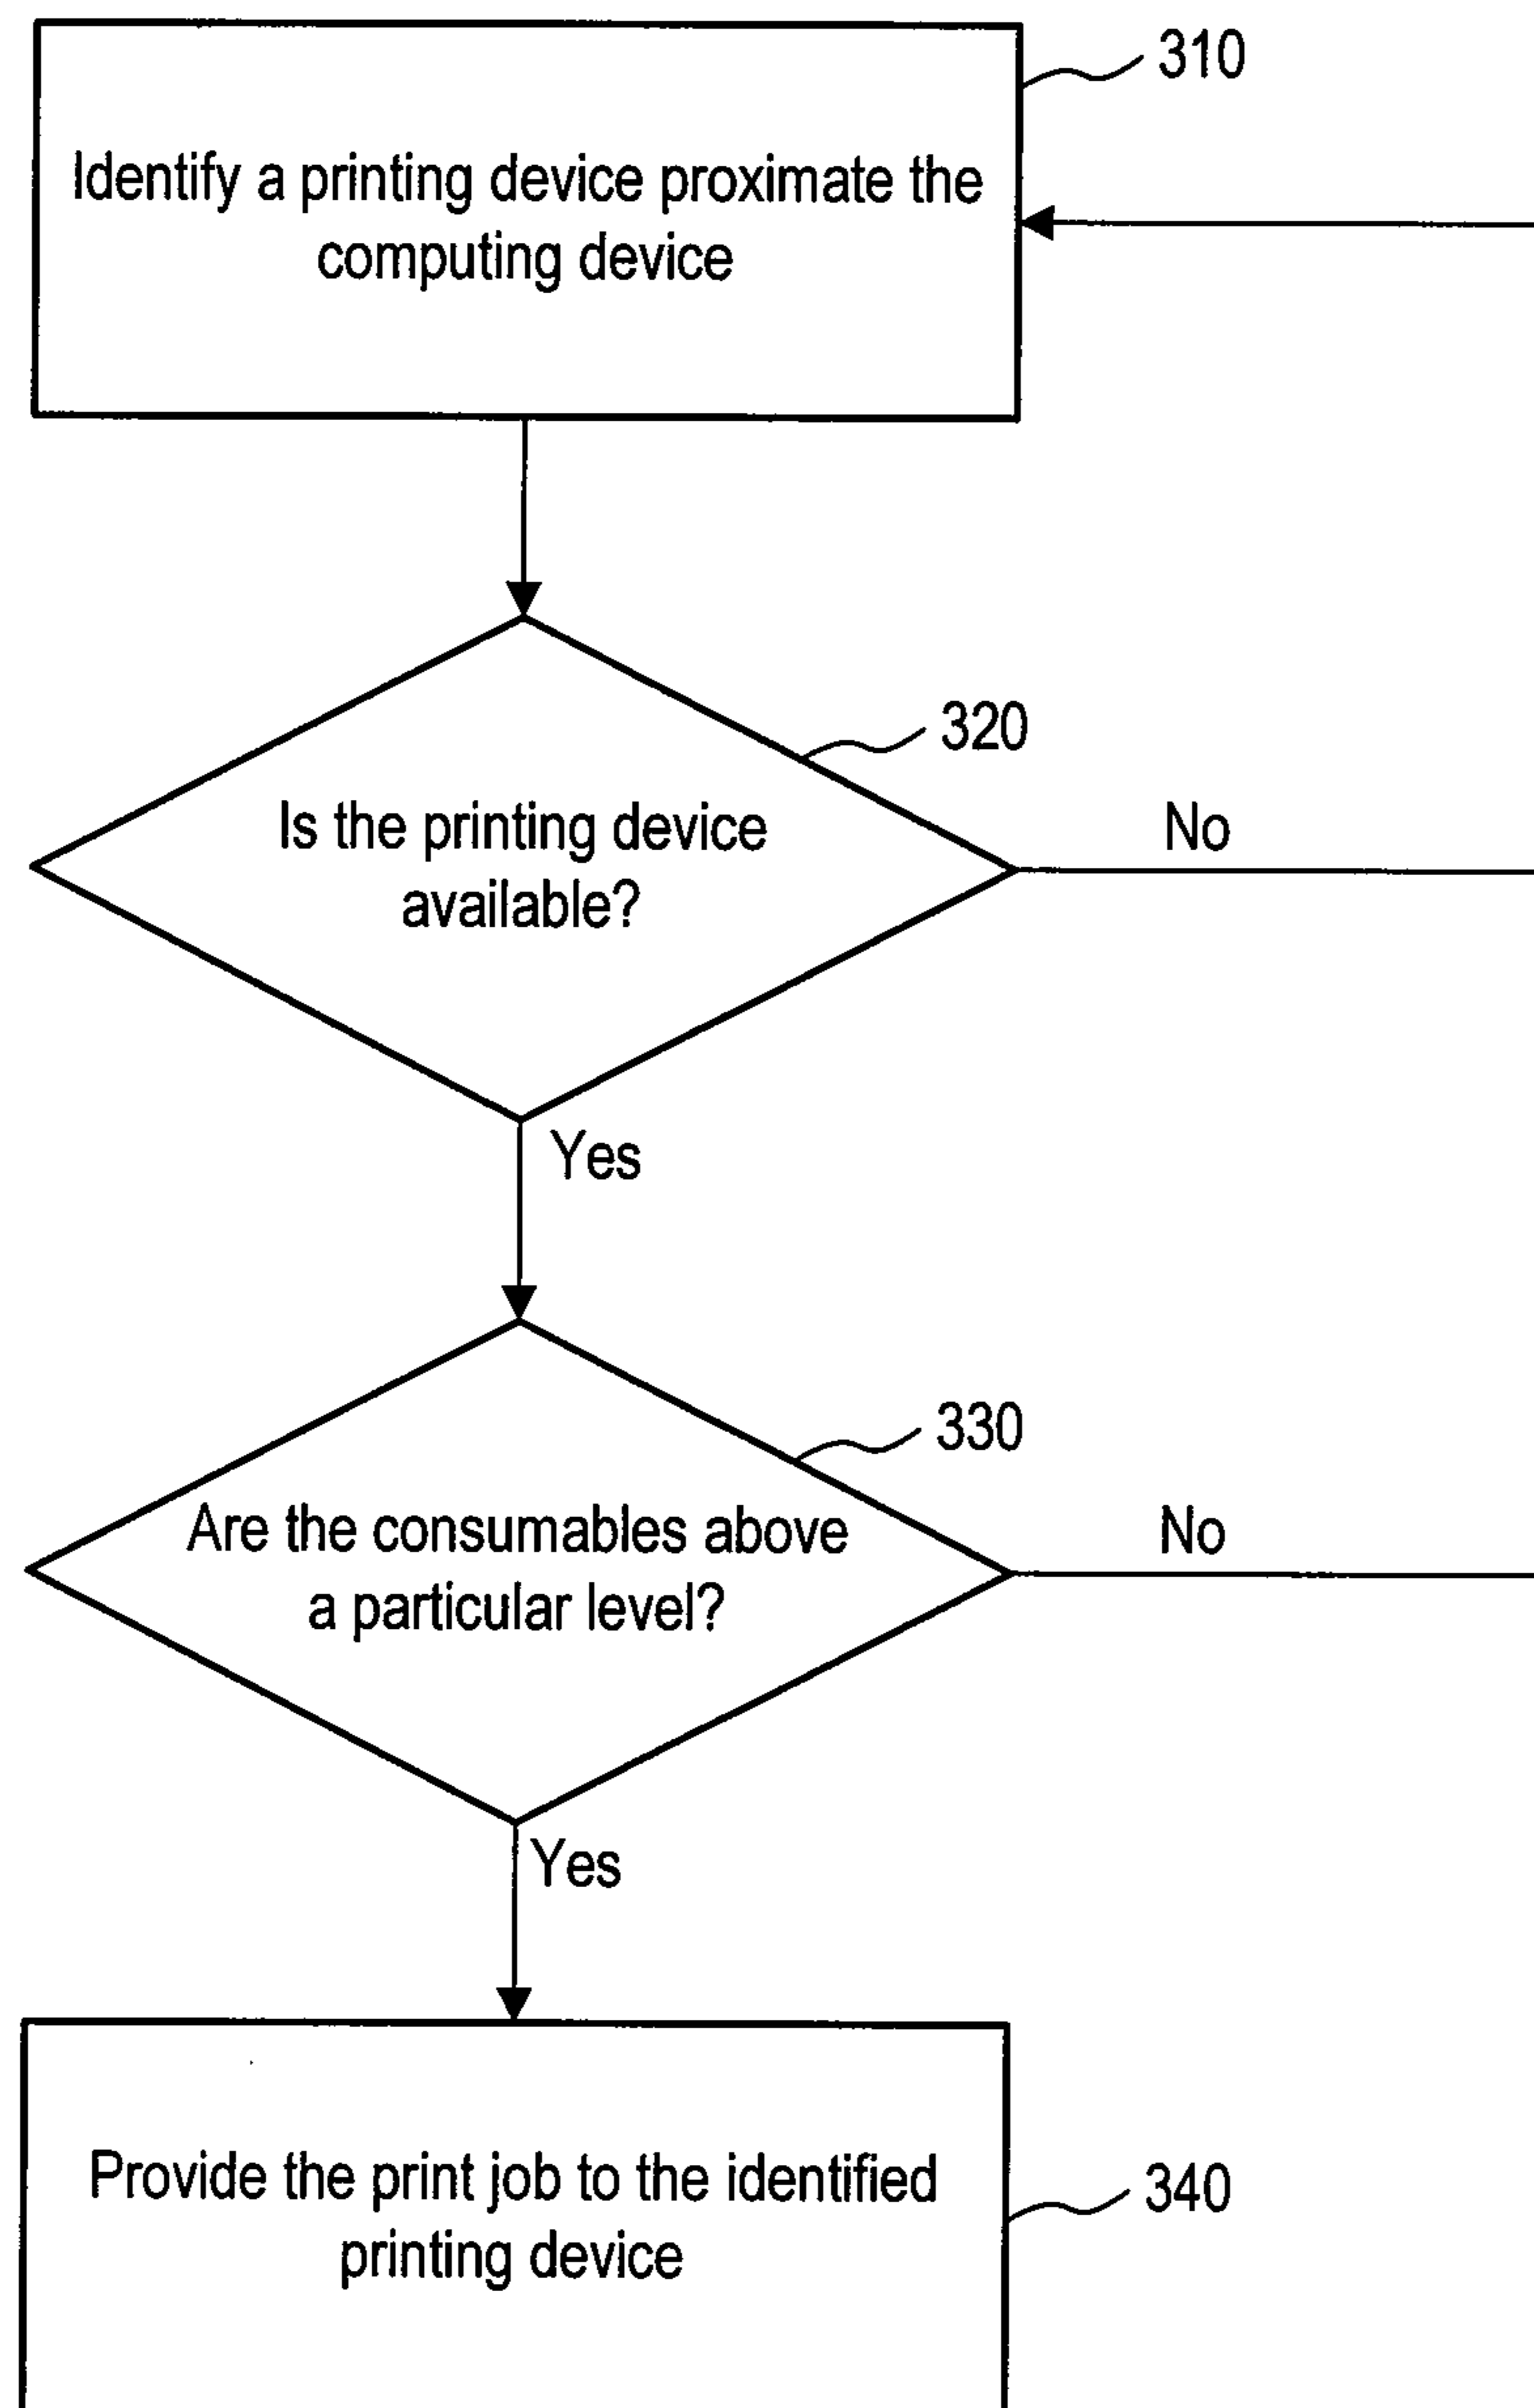 310
Identify a printing device proximate the
computing device
320
Is the printing device
available?
No
Yes
330
Are the consumables above
a particular level?
No
Yes
Provide the print job to the identified
printing device
340